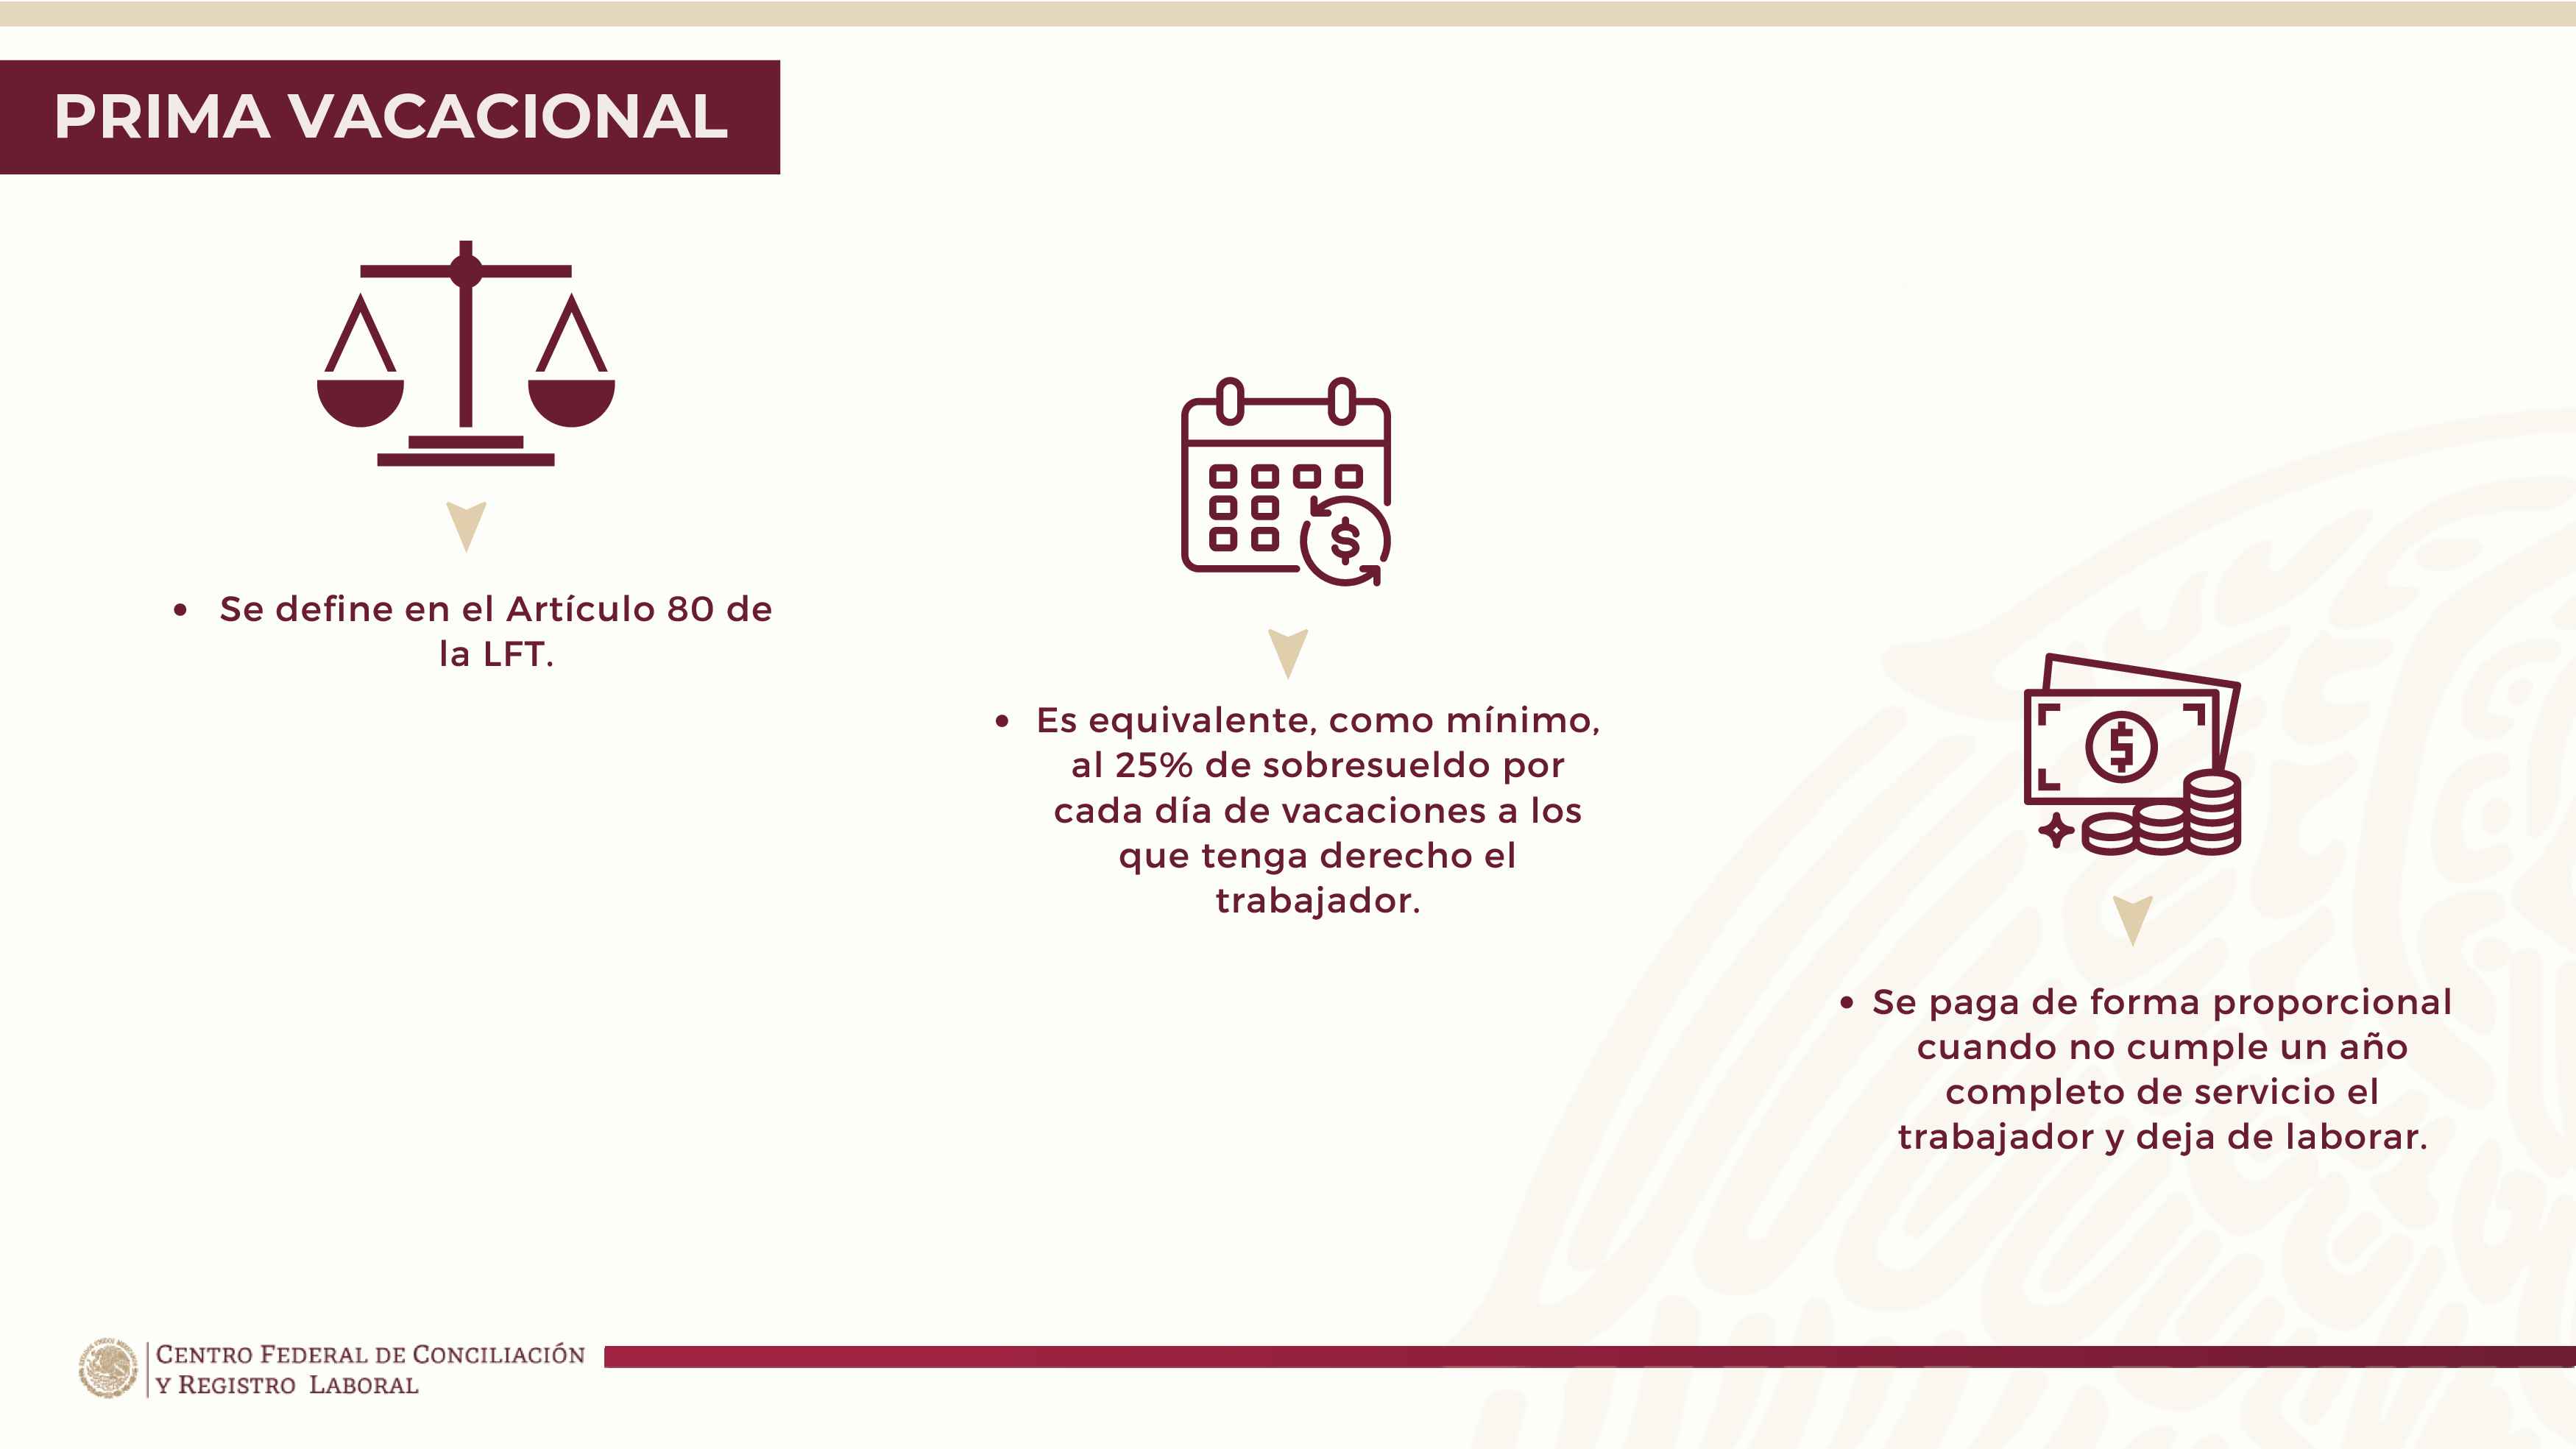 PRIMA VACACIONAL
• Se define en el Artículo 80 de
la LFT.
• Es equivalente, como mínimo,
al 25% de sobresueldo por
cada día de vacaciones a los
que tenga derecho el
trabajador.
• Se paga de forma proporcional
cuando no cumple un año
completo de servicio el
trabajador y deja de laborar.
CENTRO FEDERAL DE CONCILIACIÓN
Y REGISTRO LABORAL